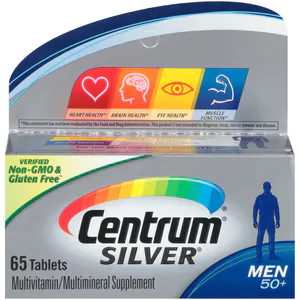 HEART HEALTH^ BRAIN HEALTH^ EYE HEALTH^ MUSCLE FUNCTION^
VERIFIED
Non-GMO &
Gluten Free
Centrum
SILVER®
65 Tablets
Multivitamin/Multimineral Supplement
MEN
50+